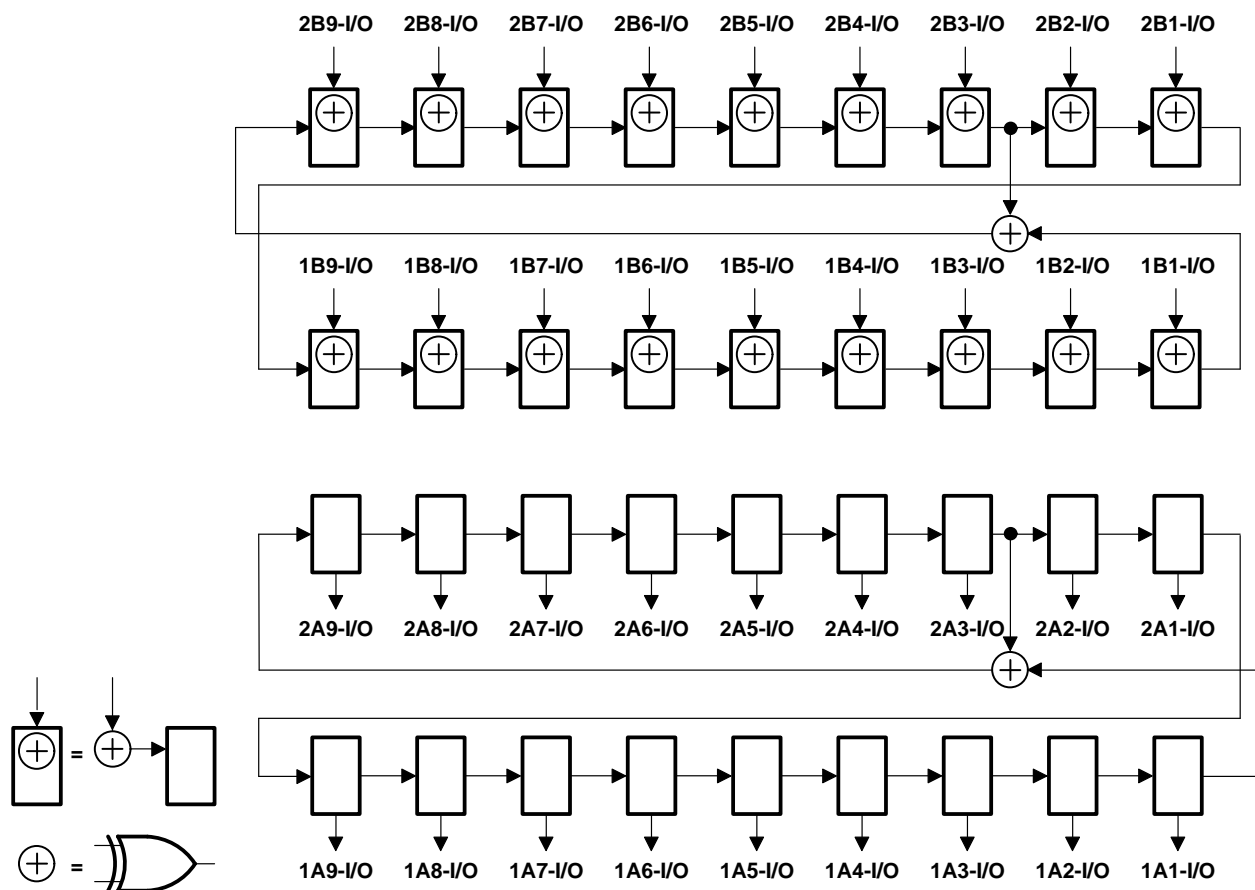 2B9-I/O 2B8-I/O 2B7-I/O 2B6-I/O 2B5-I/O 2B4-I/O 2B3-I/O 2B2-I/O 2B1-I/O
1B9-I/O 1B8-I/O 1B7-I/O 1B6-I/O 1B5-I/O 1B4-I/O 1B3-I/O 1B2-I/O 1B1-I/O
2A9-I/O 2A8-I/O 2A7-I/O 2A6-I/O 2A5-I/O 2A4-I/O 2A3-I/O 2A2-I/O 2A1-I/O
=
=
1A9-I/O 1A8-I/O 1A7-I/O 1A6-I/O 1A5-I/O 1A4-I/O 1A3-I/O 1A2-I/O 1A1-I/O